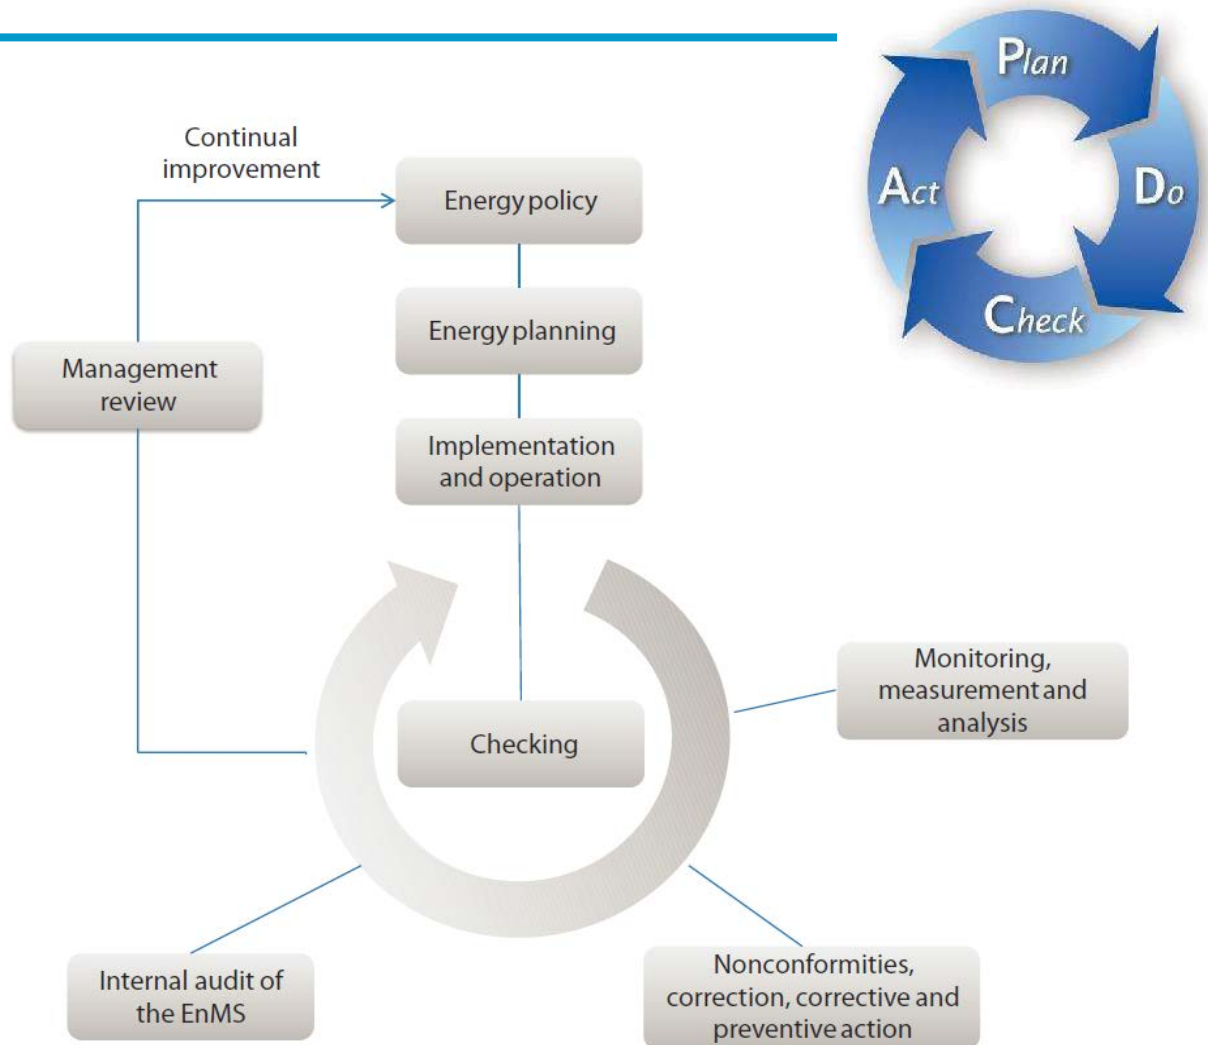 Plan
Do
Check
Act
Continual
improvement
Energy policy
Energy planning
Management
review
Implementation
and operation
Checking
Monitoring,
measurement and
analysis
Internal audit of
the EnMS
Nonconformities,
correction, corrective and
preventive action